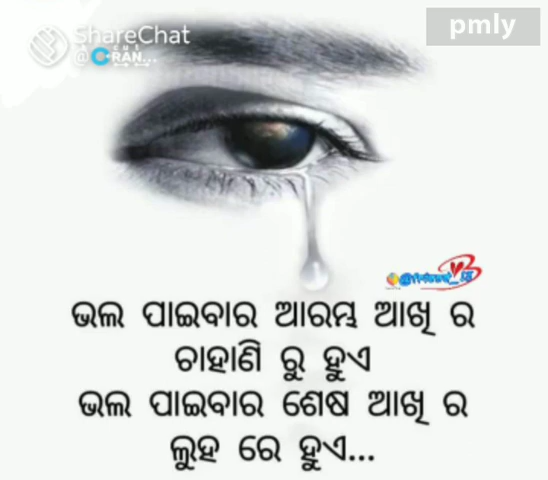 ShareChat
pmly
ଭଲ ପାଇବାର ଆରମ୍ଭ ଆଖି ର
ଚାହାଣି ରୁ ହୁଏ
ଭଲ ପାଇବାର ଶେଷ ଆଖି ର
ଲୁହ ରେ ହୁଏ...